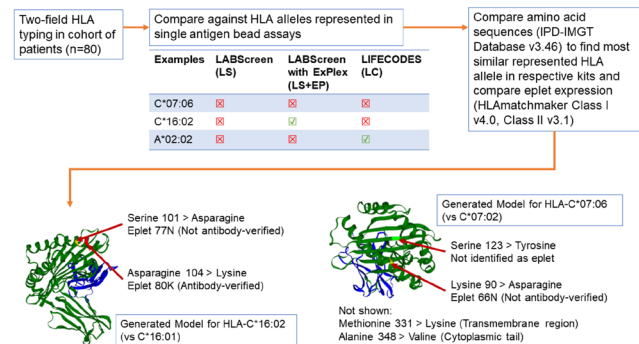 Two-field HLA
typing in cohort of
patients (n=80)
Compare against HLA alleles represented in
single antigen bead assays
Compare amino acid
sequences (IPD-IMGT
Database v3.46) to find most
similar represented HLA
allele in respective kits and
compare eplet expression
(HLAmatchmaker Class I
v4.0, Class II v3.1)
Examples LABScreen (LS) LABScreen with ExPlex (LS+EP) LIFECODES (LC)
C*07:06 ☒ ☒ ☒
C*16:02 ☒ ☑ ☒
A*02:02 ☒ ☒ ☑
Serine 101 > Asparagine
Eplet 77N (Not antibody-verified)
Asparagine 104 > Lysine
Eplet 80K (Antibody-verified)
Generated Model for HLA-C*16:02
(vs C*16:01)
Generated Model for HLA-C*07:06
(vs C*07:02)
Serine 123 > Tyrosine
Not identified as eplet
Lysine 90 > Asparagine
Eplet 66N (Not antibody-verified)
Not shown:
Methionine 331 > Lysine (Transmembrane region)
Alanine 348 > Valine (Cytoplasmic tail)